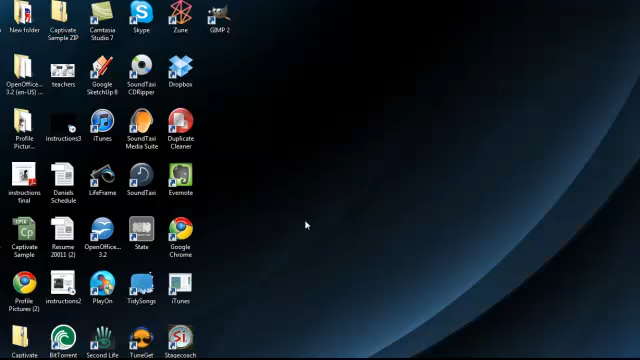 New folder
Captivate
Sample ZIP
Camtasia
Studio 7
Skype
Zune
GIMP 2
OpenOffice...
3.2 (en-US) ...
teachers
Google
SketchUp 8
SoundTaxi
CDRipper
Dropbox
Profile
Pictur...
instructions3
iTunes
SoundTaxi
Media Suite
Duplicate
Cleaner
instructions
final
Daniels
Schedule
LifeFrame
SoundTaxi
Evernote
Captivate
Sample
Resume
20011 (2)
OpenOffice...
3.2
State
Google
Chrome
Profile
Pictures (2)
instructions2
PlayOn
TidySongs
iTunes
Captivate
BitTorrent
Second Life
TuneGet
Stagecoach